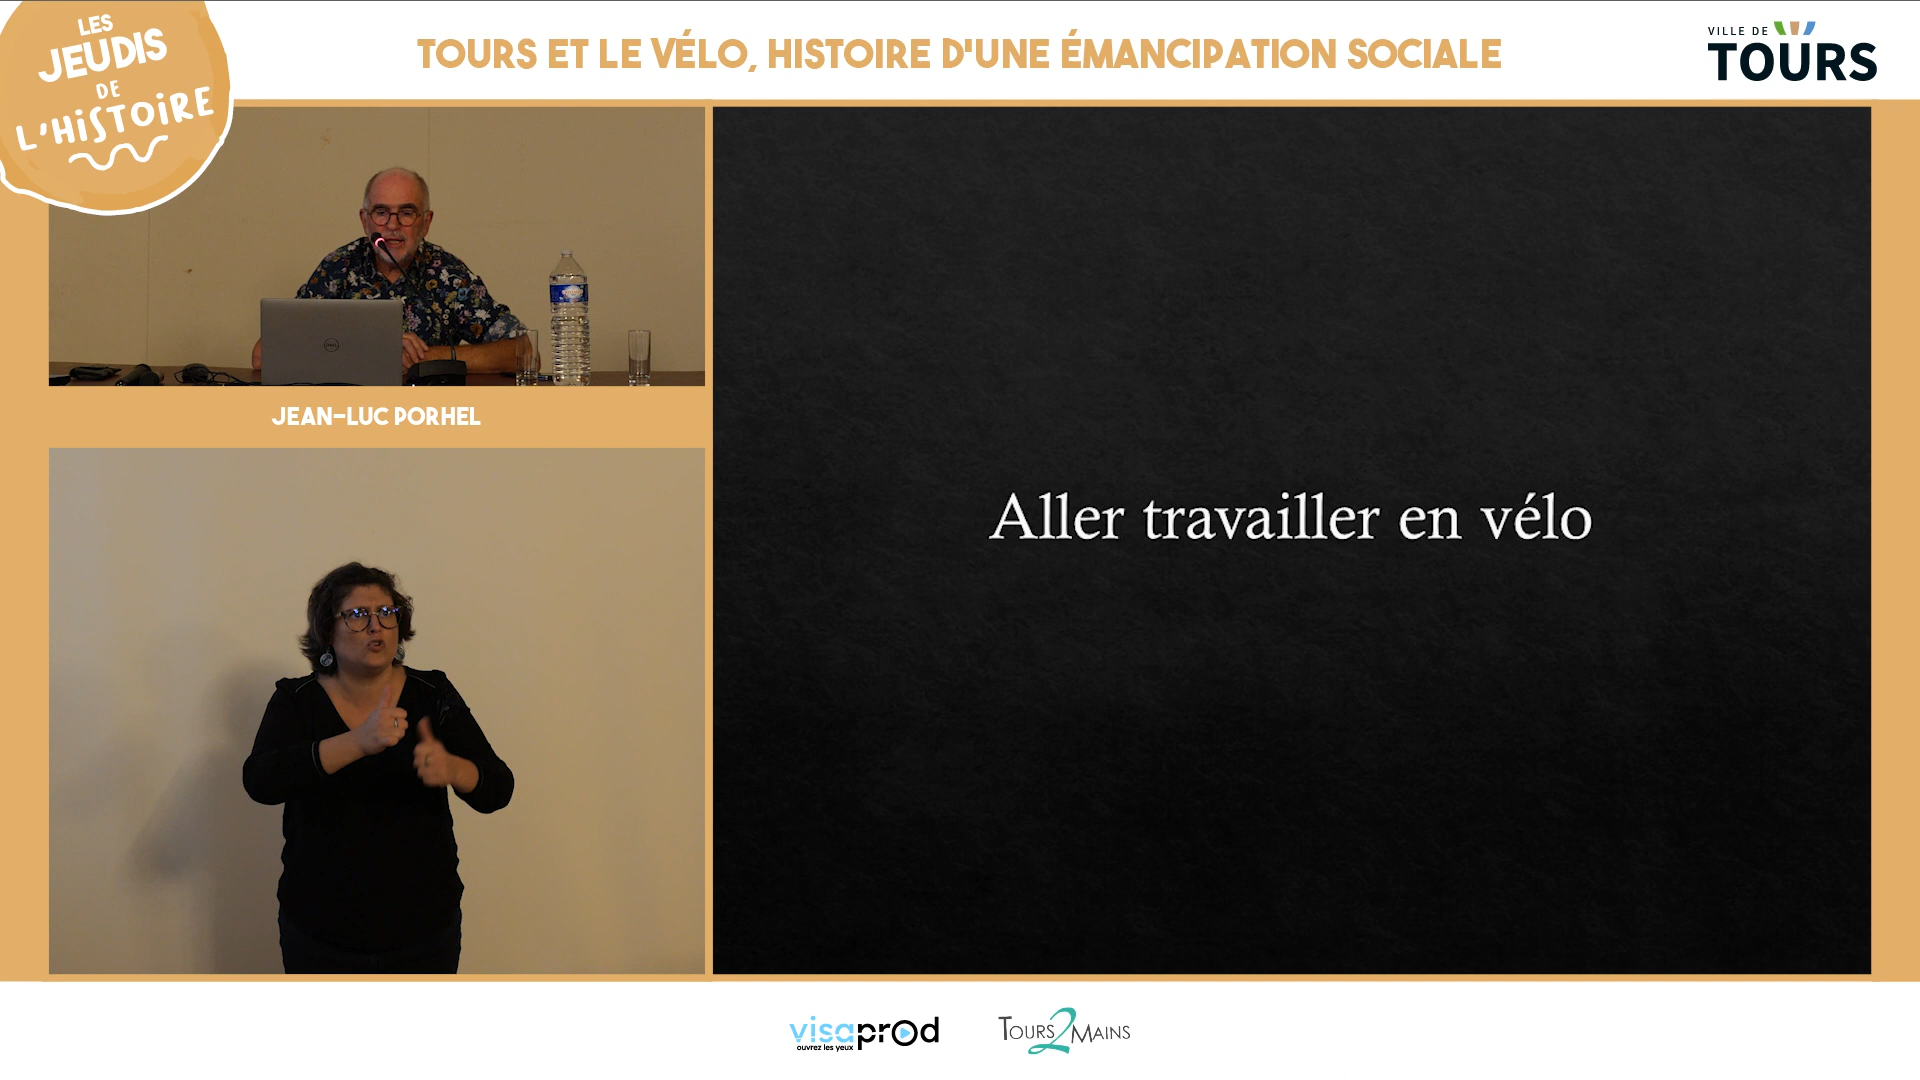 LES
JEUDIS
DE
L'HiSTOiRE
TOURS ET LE VÉLO, HISTOIRE D'UNE ÉMANCIPATION SOCIALE
VILLE DE
TOURS
JEAN-LUC PORHEL
Aller travailler en vélo
visaprod
ouvrez les yeux
TOURS 2 MAINS